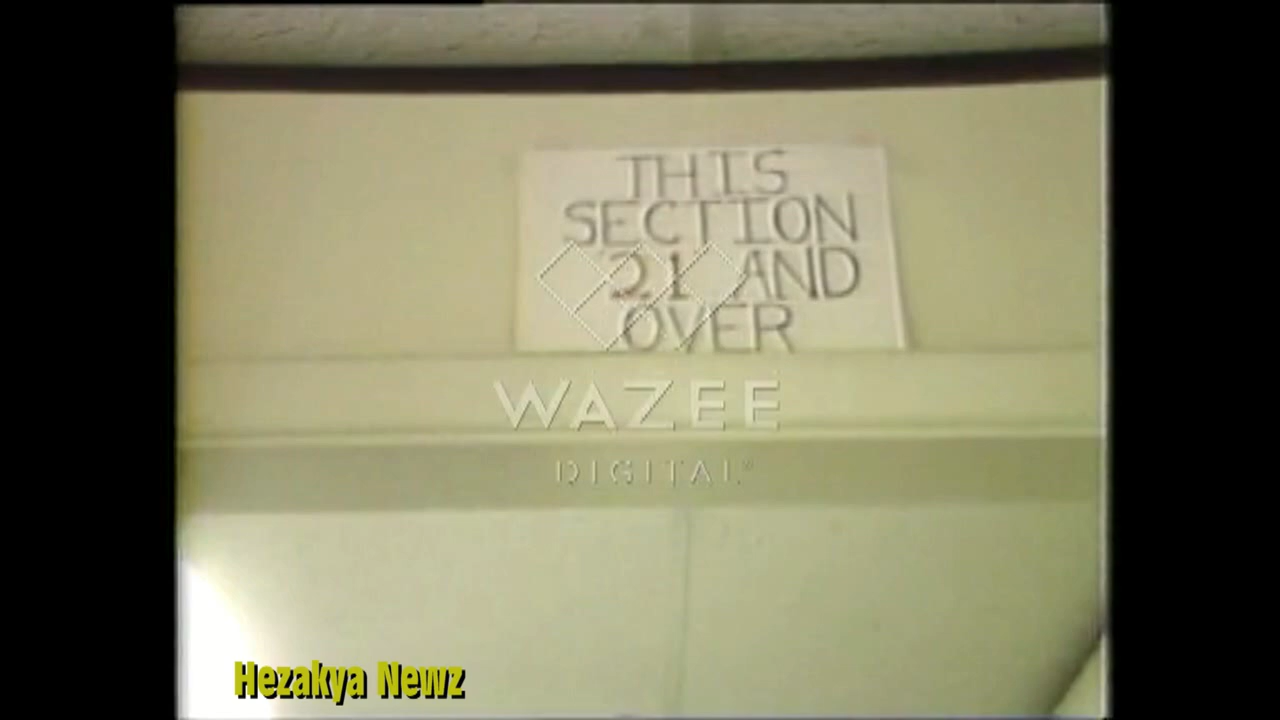 THIS
SECTION
21 AND
OVER
WAZEE
DIGITAL®
Hezakya Newz